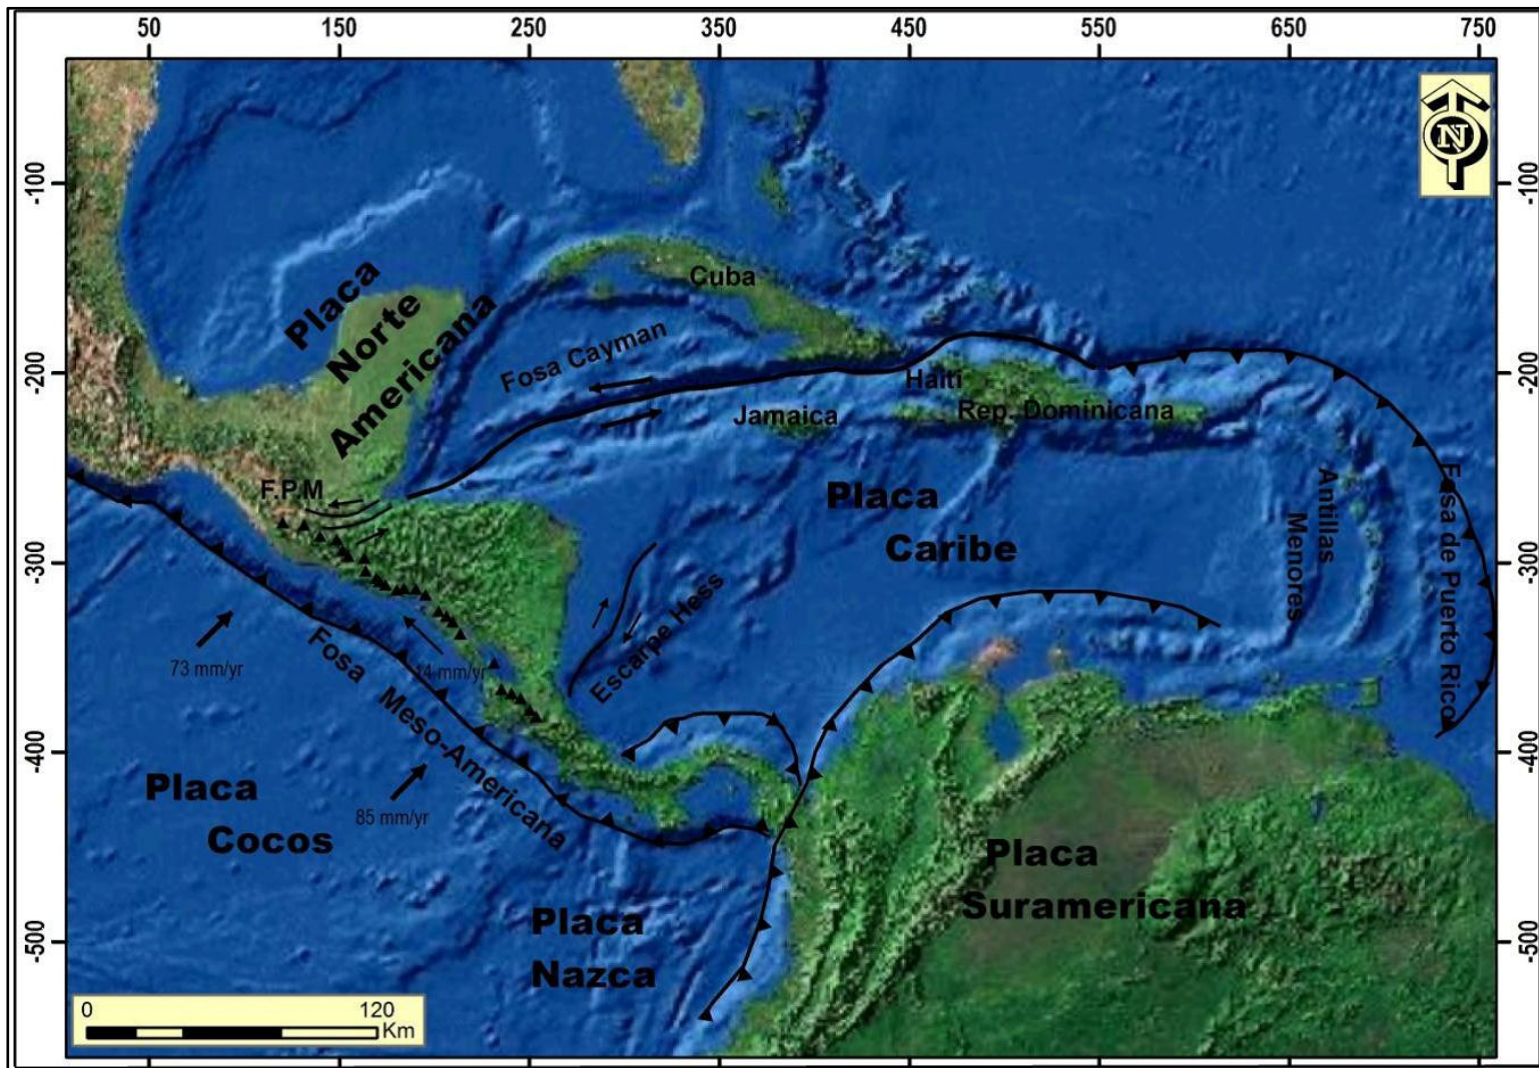 50 150 250 350 450 550 650 750
-100 -100
N
Cuba
Placa
Norte
Americana
Fosa Cayman
-200 -200
Haiti
Jamaica
Rep. Dominicana
F.P.M
Placa
Caribe
Antillas
Menores
Fosa de Puerto Rico
-300 -300
Escarpe Hess
73 mm/yr
14 mm/yr
Fosa Meso-Americana
-400 -400
Placa
Cocos
85 mm/yr
Placa
Suramericana
Placa
Nazca
-500 -500
0 120
Km